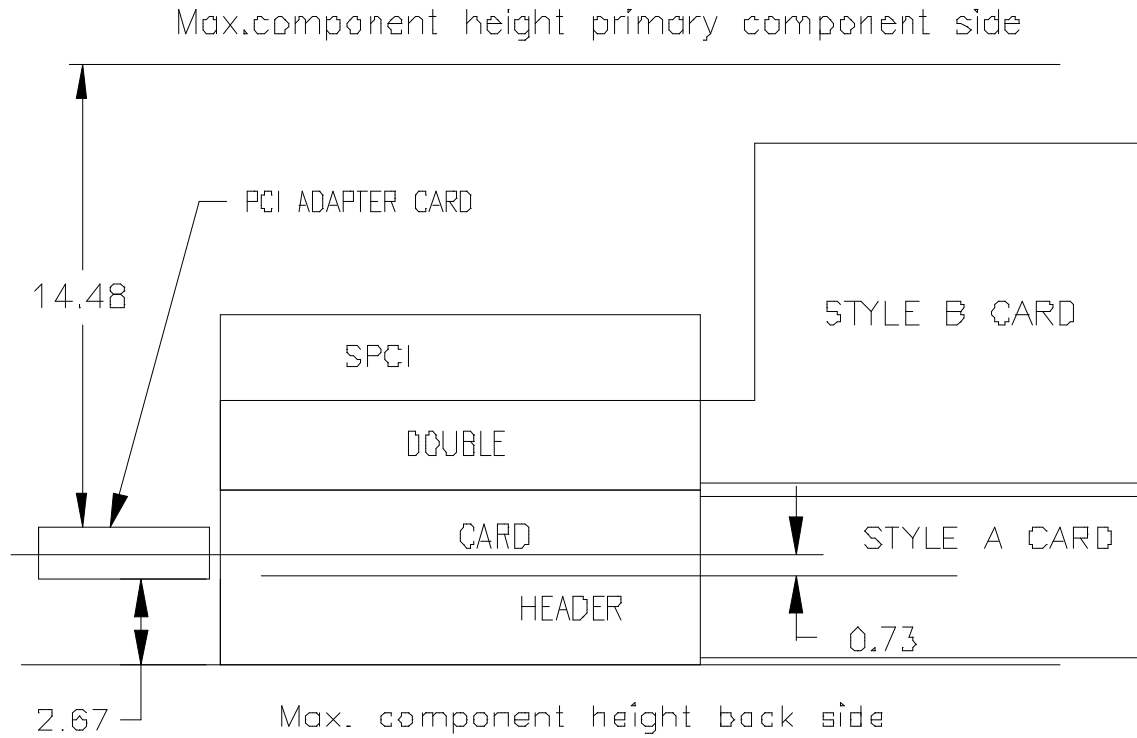 Max.component height primary component side
PCI ADAPTER CARD
14.48
STYLE B CARD
SPCI
DOUBLE
CARD
STYLE A CARD
HEADER
0.73
2.67
Max. component height back side